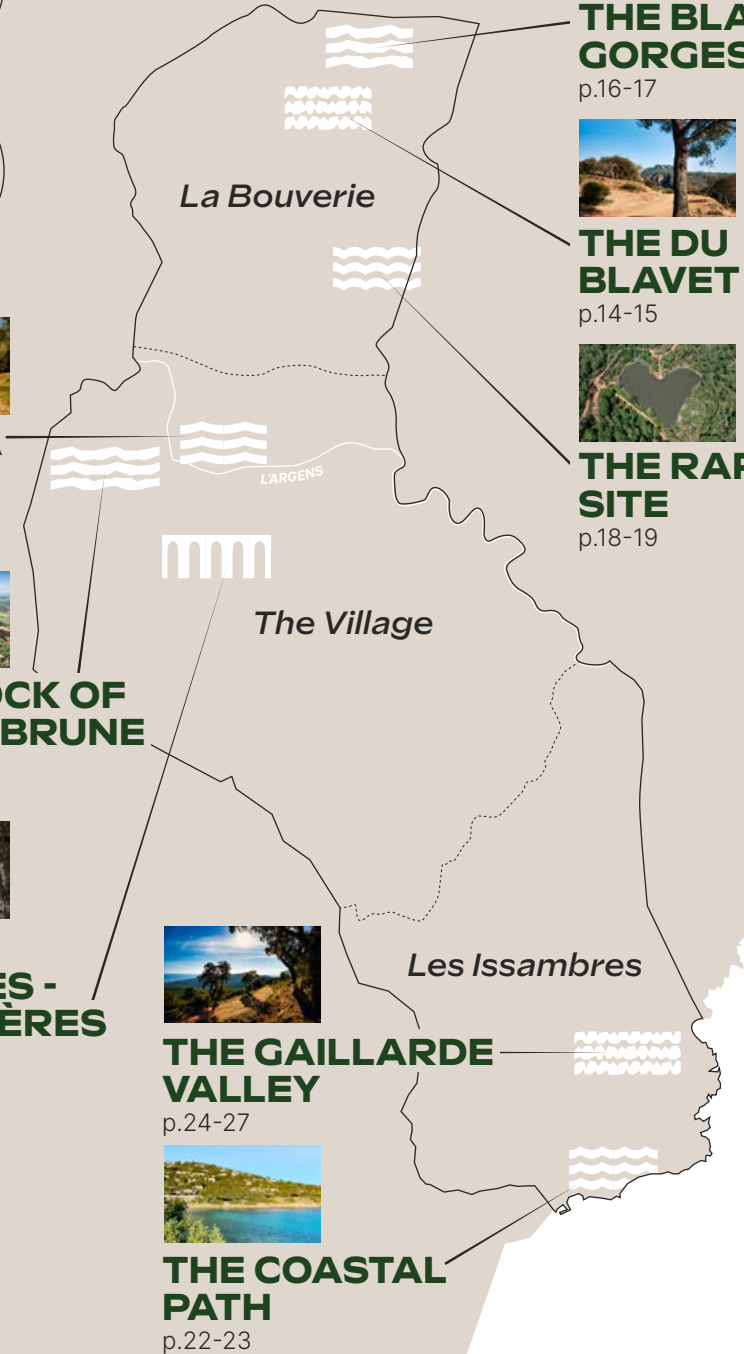 THE BLA
GORGES
p.16-17
La Bouverie
THE DU
BLAVET
p.14-15
L'ARGENS
THE RAP
SITE
p.18-19
The Village
OCK OF
BRUNE
Les Issambres
ES -
ÈRES
THE GAILLARDE
VALLEY
p.24-27
THE COASTAL
PATH
p.22-23